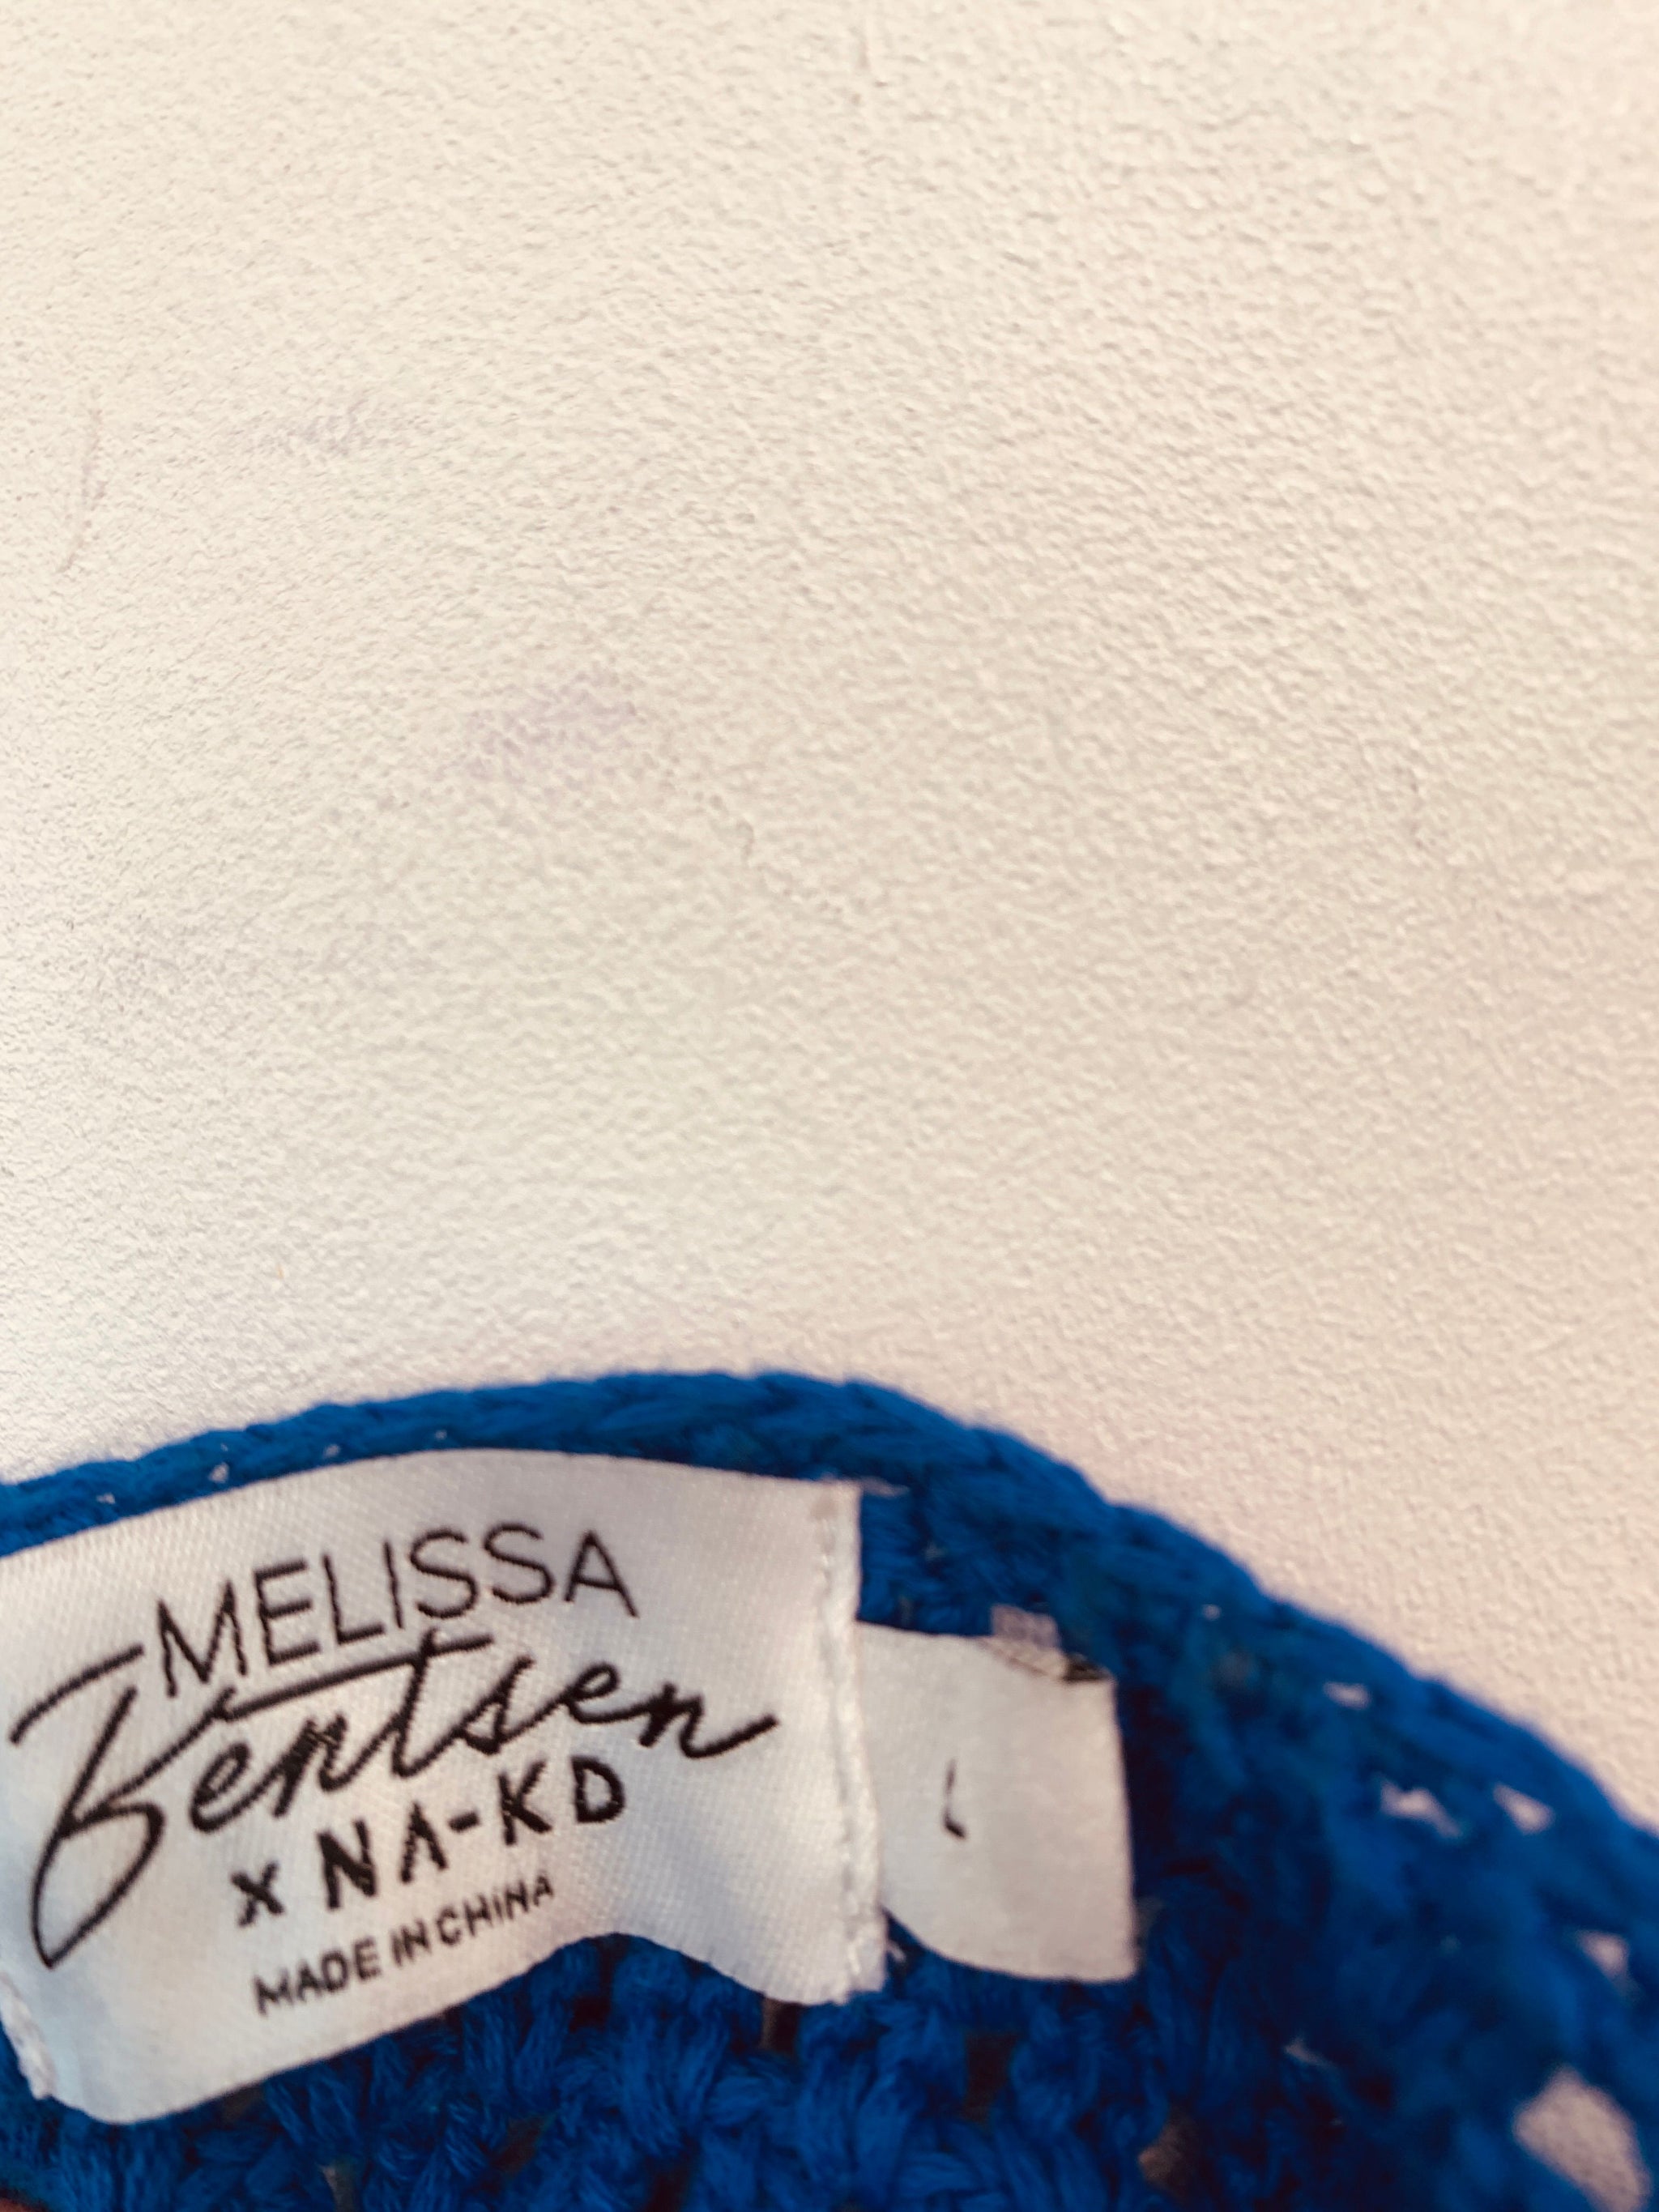 MELISSA
Bentsen
x NA-KD
MADE IN CHINA
L